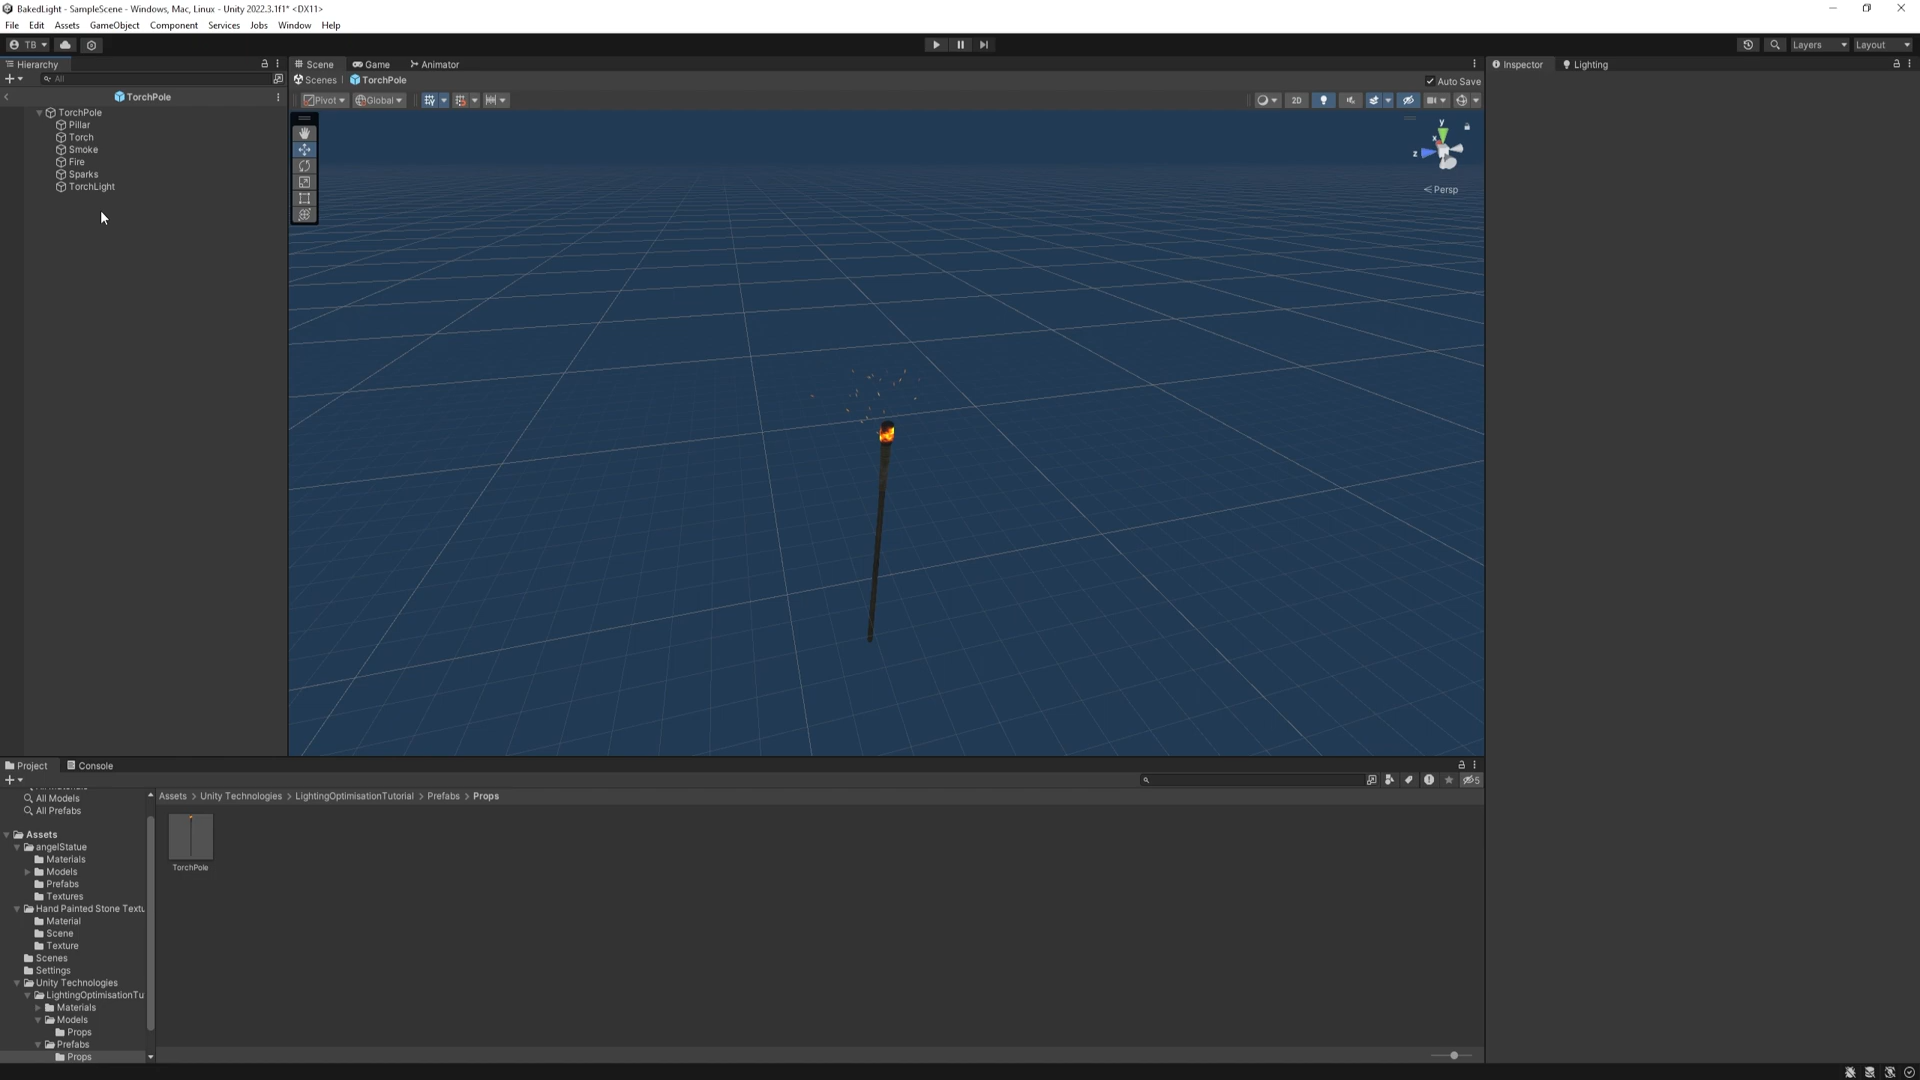 BakedLight - SampleScene - Windows, Mac, Linux - Unity 2022.3.1f1* <DX11>
File Edit Assets GameObject Component Services Jobs Window Help
TB Layers Layout
Hierarchy
All
TorchPole
TorchPole
Pillar
Torch
Smoke
Fire
Sparks
TorchLight
Scene Game Animator
Scenes TorchPole Auto Save
Pivot Global 2D
y
x
z
< Persp
Inspector Lighting
Project Console
5
All Models
All Prefabs
Assets
angelStatue
Materials
Models
Prefabs
Textures
Hand Painted Stone Textu
Material
Scene
Texture
Scenes
Settings
Unity Technologies
LightingOptimisationTu
Materials
Models
Props
Prefabs
Props
Assets > Unity Technologies > LightingOptimisationTutorial > Prefabs > Props
TorchPole